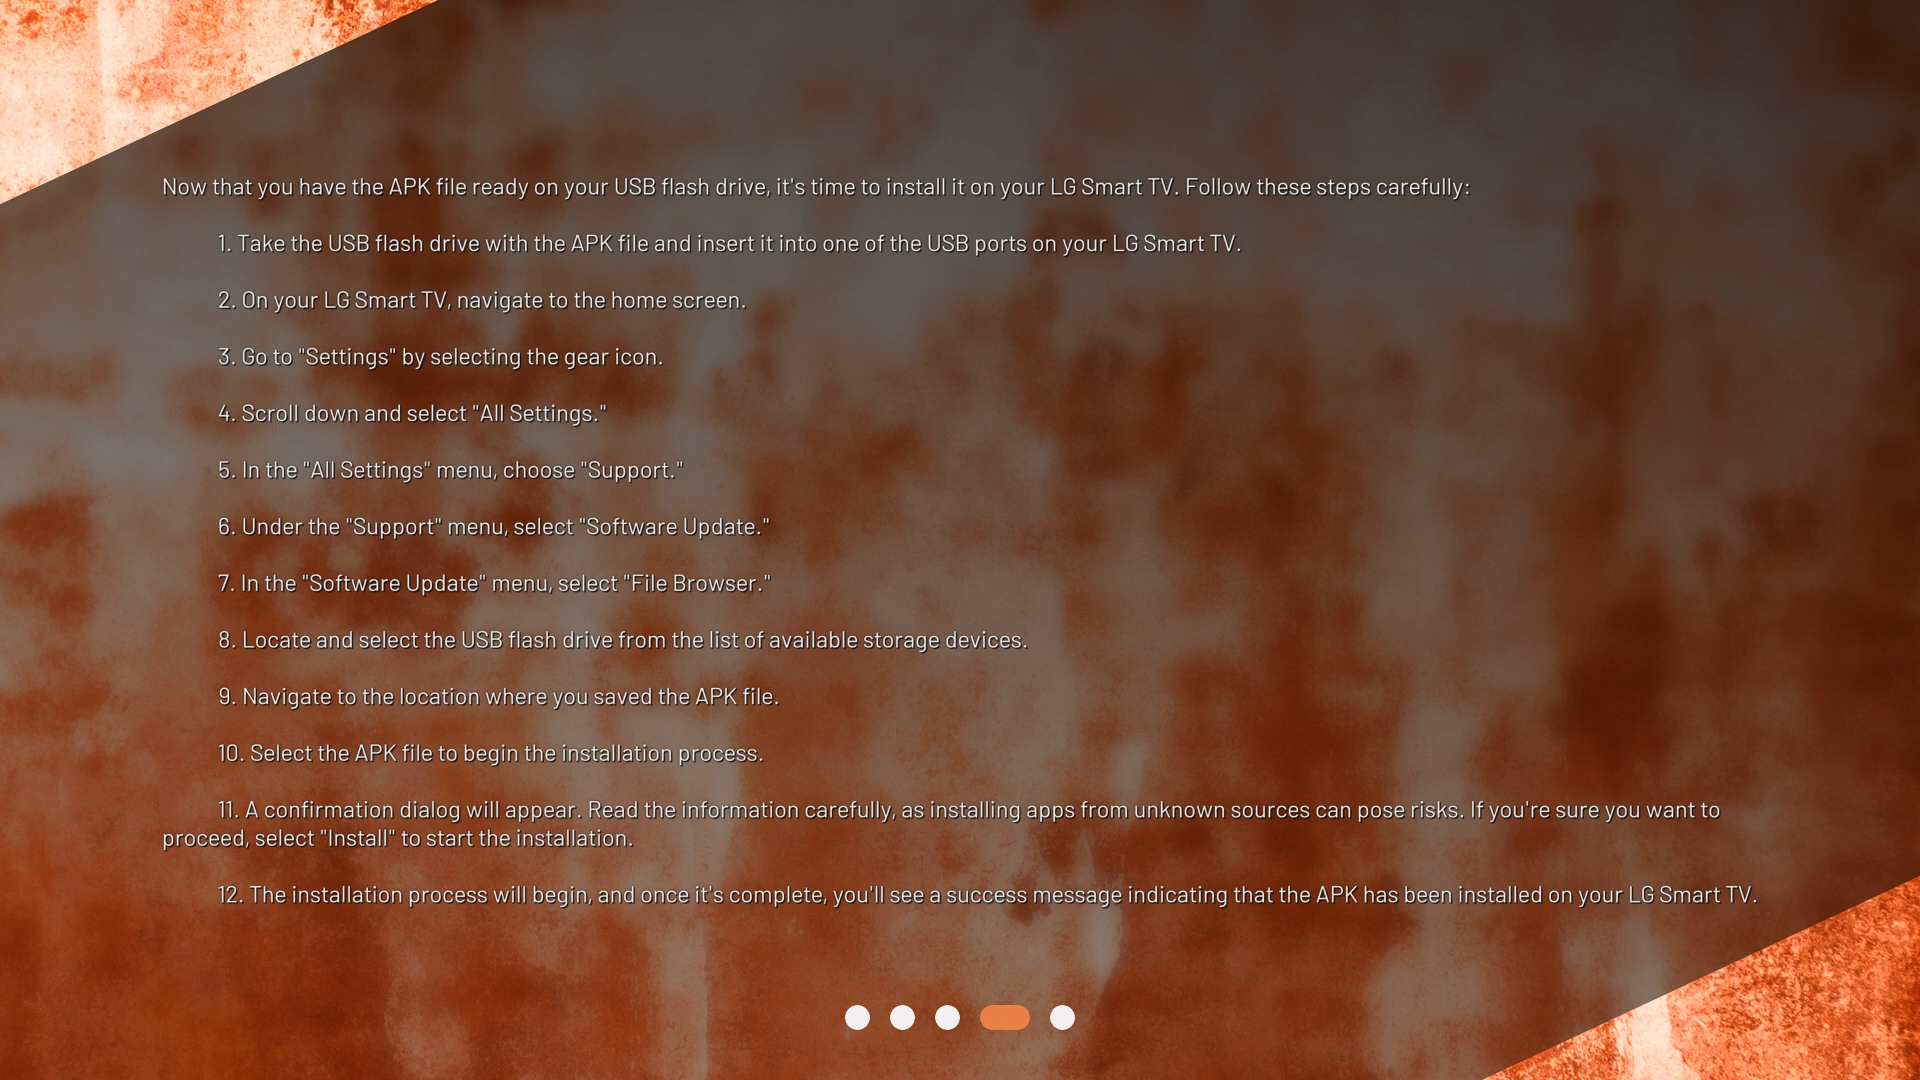 Now that you have the APK file ready on your USB flash drive, it's time to install it on your LG Smart TV. Follow these steps carefully:
1. Take the USB flash drive with the APK file and insert it into one of the USB ports on your LG Smart TV.
2. On your LG Smart TV, navigate to the home screen.
3. Go to "Settings" by selecting the gear icon.
4. Scroll down and select "All Settings."
5. In the "All Settings" menu, choose "Support."
6. Under the "Support" menu, select "Software Update."
7. In the "Software Update" menu, select "File Browser."
8. Locate and select the USB flash drive from the list of available storage devices.
9. Navigate to the location where you saved the APK file.
10. Select the APK file to begin the installation process.
11. A confirmation dialog will appear. Read the information carefully, as installing apps from unknown sources can pose risks. If you're sure you want to
proceed, select "Install" to start the installation.
12. The installation process will begin, and once it's complete, you'll see a success message indicating that the APK has been installed on your LG Smart TV.